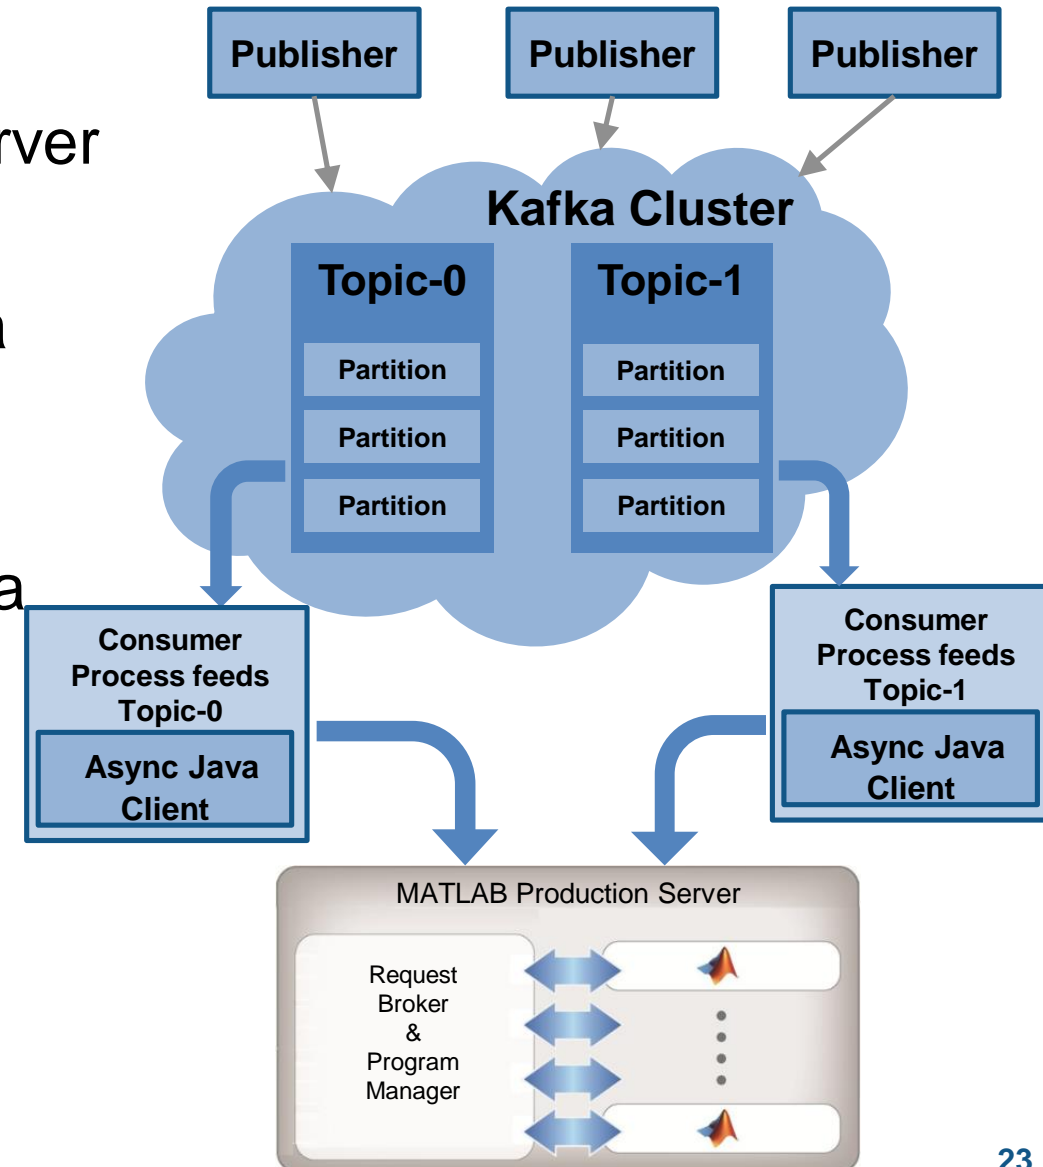 Publisher Publisher Publisher
rver
Kafka Cluster
Topic-0 Topic-1
a
Partition Partition
Partition Partition
Partition Partition
a
Consumer
Process feeds
Topic-0
Async Java
Client
Consumer
Process feeds
Topic-1
Async Java
Client
MATLAB Production Server
Request
Broker
&
Program
Manager
23